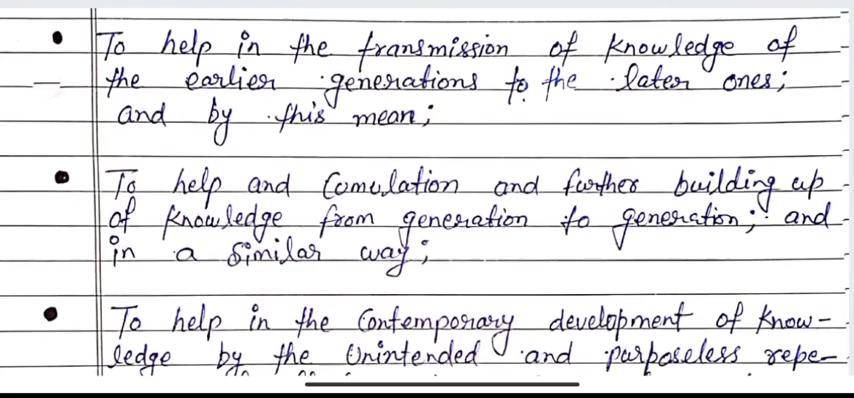 • To help in the transmission of knowledge of
the earlier generations to the later ones;
and by this mean;
• To help and Comulation and further building up
of knowledge from generation to generation; and
in a similar way;
• To help in the Contemporary development of know-
ledge by the Unintended and purposeless repe-